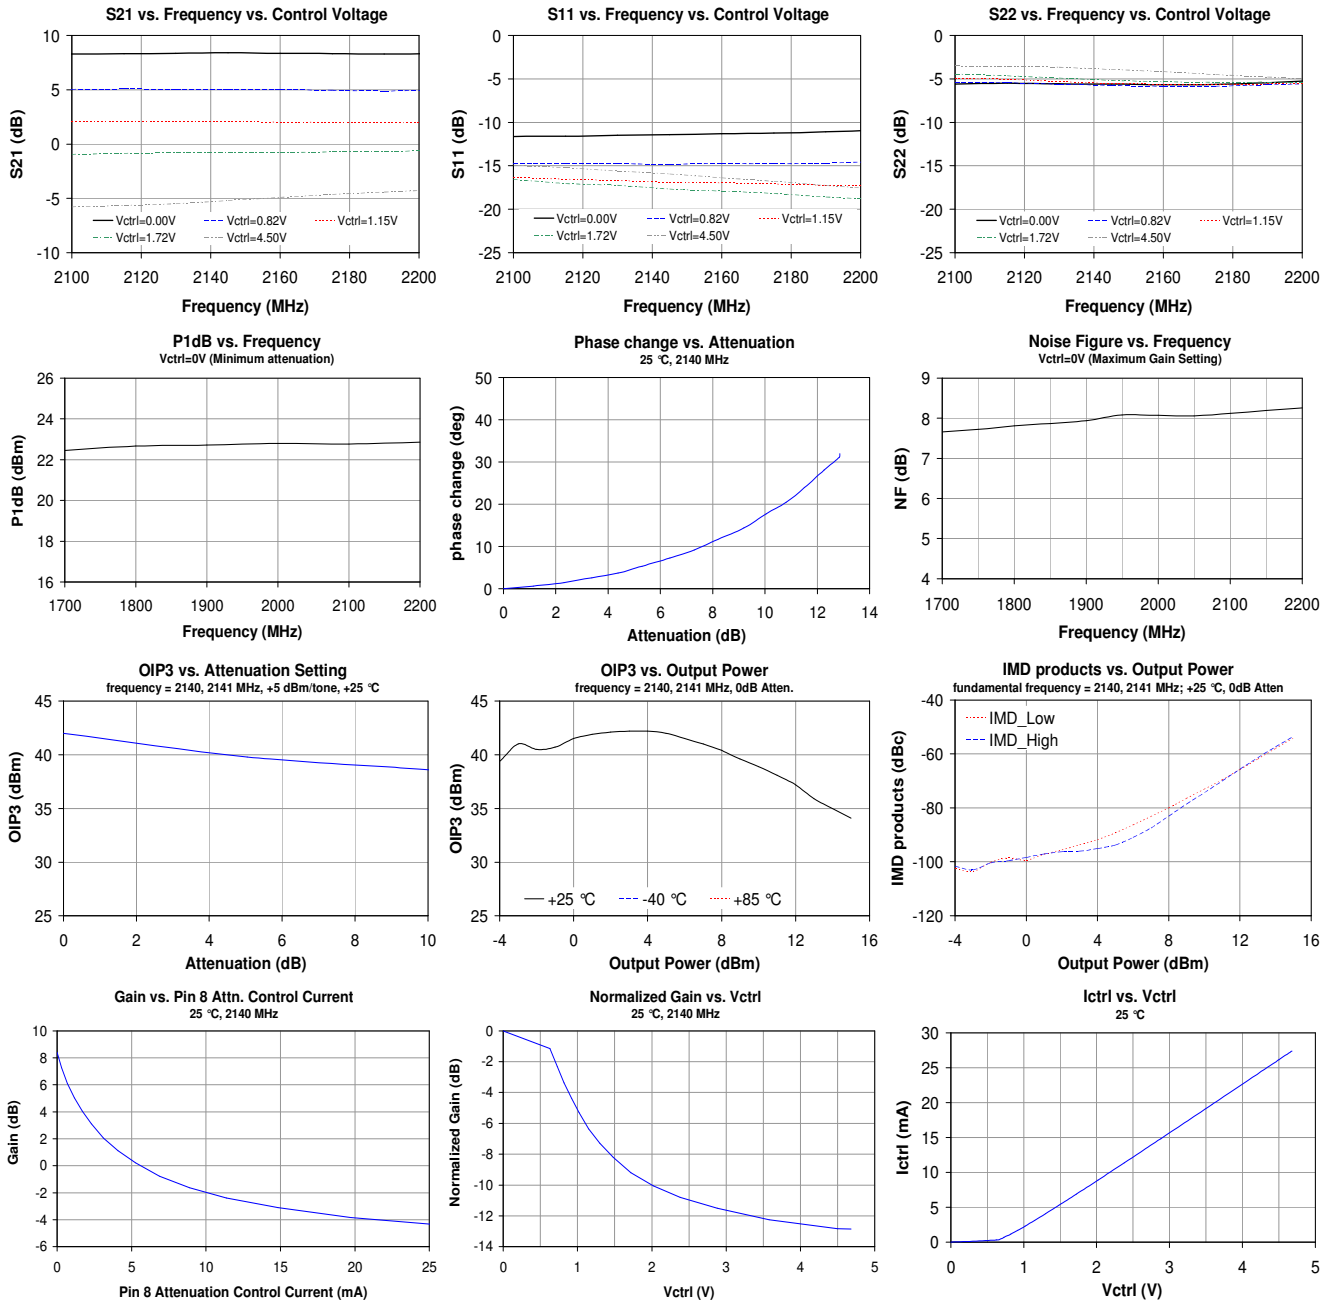 S21 vs. Frequency vs. Control Voltage
10
5
0
-5
-10
S21 (dB)
Vctrl=0.00V
Vctrl=0.82V
Vctrl=1.15V
Vctrl=1.72V
Vctrl=4.50V
2100 2120 2140 2160 2180 2200
Frequency (MHz)
S11 vs. Frequency vs. Control Voltage
0
-5
-10
-15
-20
-25
S11 (dB)
Vctrl=0.00V
Vctrl=0.82V
Vctrl=1.15V
Vctrl=1.72V
Vctrl=4.50V
2100 2120 2140 2160 2180 2200
Frequency (MHz)
S22 vs. Frequency vs. Control Voltage
0
-5
-10
-15
-20
-25
S22 (dB)
Vctrl=0.00V
Vctrl=0.82V
Vctrl=1.15V
Vctrl=1.72V
Vctrl=4.50V
2100 2120 2140 2160 2180 2200
Frequency (MHz)
P1dB vs. Frequency
Vctrl=0V (Minimum attenuation)
26
24
22
20
18
16
P1dB (dBm)
1700 1800 1900 2000 2100 2200
Frequency (MHz)
Phase change vs. Attenuation
25 °C, 2140 MHz
50
40
30
20
10
0
phase change (deg)
0 2 4 6 8 10 12 14
Attenuation (dB)
Noise Figure vs. Frequency
Vctrl=0V (Maximum Gain Setting)
9
8
7
6
5
4
NF (dB)
1700 1800 1900 2000 2100 2200
Frequency (MHz)
OIP3 vs. Attenuation Setting
frequency = 2140, 2141 MHz, +5 dBm/tone, +25 °C
45
40
35
30
25
OIP3 (dBm)
0 2 4 6 8 10
Attenuation (dB)
OIP3 vs. Output Power
frequency = 2140, 2141 MHz, 0dB Atten.
45
40
35
30
25
OIP3 (dBm)
+25 °C
-40 °C
+85 °C
-4 0 4 8 12 16
Output Power (dBm)
IMD products vs. Output Power
fundamental frequency = 2140, 2141 MHz; +25 °C, 0dB Atten
-40
-60
-80
-100
-120
IMD products (dBc)
IMD_Low
IMD_High
-4 0 4 8 12 16
Output Power (dBm)
Gain vs. Pin 8 Attn. Control Current
25 °C, 2140 MHz
10
8
6
4
2
0
-2
-4
-6
Gain (dB)
0 5 10 15 20 25
Pin 8 Attenuation Control Current (mA)
Normalized Gain vs. Vctrl
25 °C, 2140 MHz
0
-2
-4
-6
-8
-10
-12
-14
Normalized Gain (dB)
0 1 2 3 4 5
Vctrl (V)
Ictrl vs. Vctrl
25 °C
30
25
20
15
10
5
0
Ictrl (mA)
0 1 2 3 4 5
Vctrl (V)